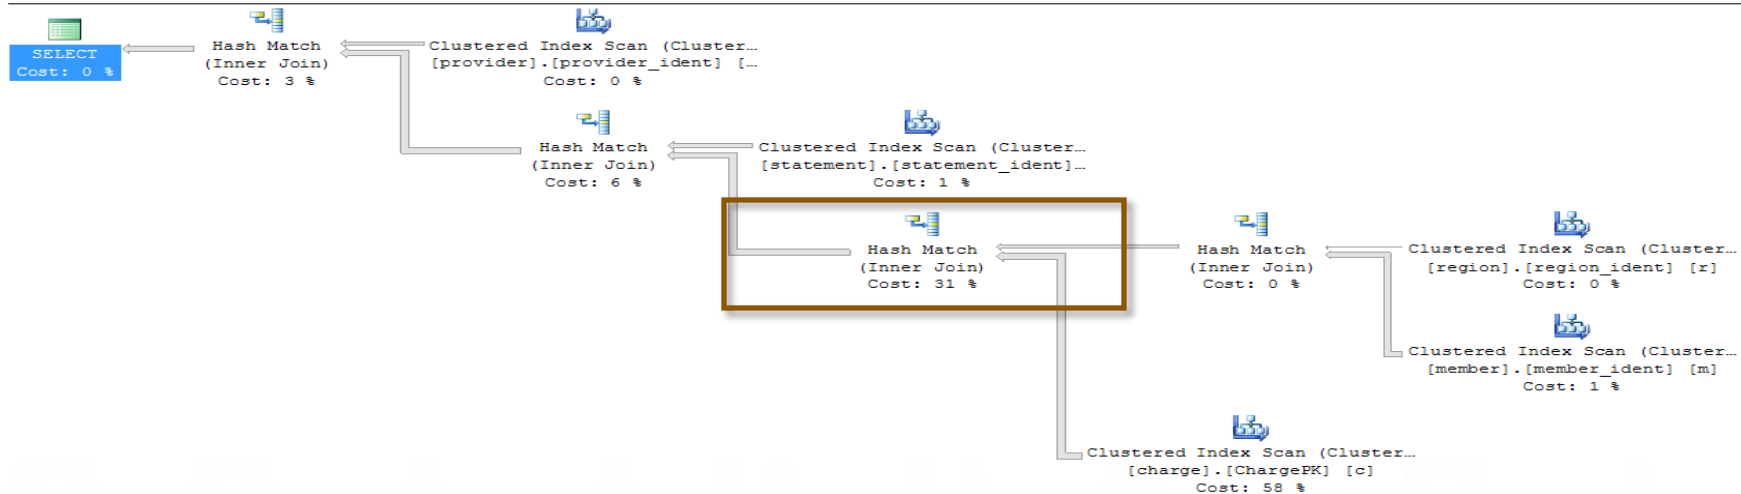 SELECT
Cost: 0 %
Hash Match
(Inner Join)
Cost: 3 %
Clustered Index Scan (Cluster…
[provider].[provider_ident] […
Cost: 0 %
Hash Match
(Inner Join)
Cost: 6 %
Clustered Index Scan (Cluster…
[statement].[statement_ident]…
Cost: 1 %
Hash Match
(Inner Join)
Cost: 31 %
Hash Match
(Inner Join)
Cost: 0 %
Clustered Index Scan (Cluster…
[region].[region_ident] [r]
Cost: 0 %
Clustered Index Scan (Cluster…
[member].[member_ident] [m]
Cost: 1 %
Clustered Index Scan (Cluster…
[charge].[ChargePK] [c]
Cost: 58 %